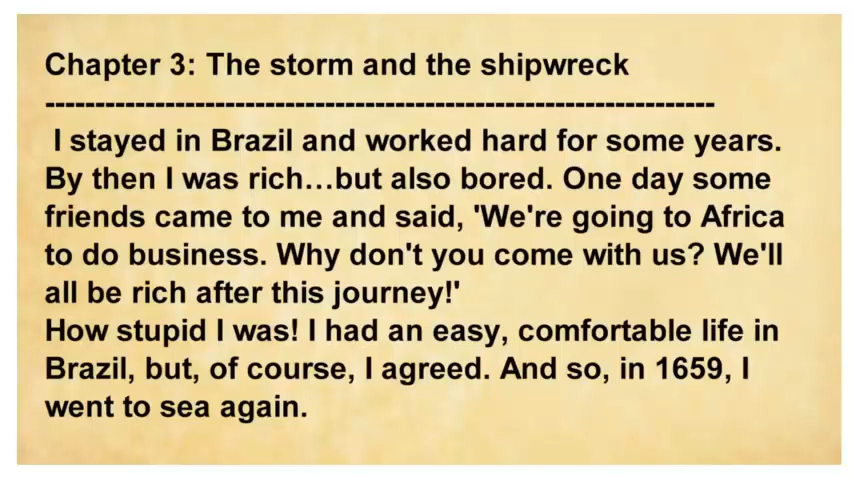 Chapter 3: The storm and the shipwreck
-------------------------------------------------------------------
I stayed in Brazil and worked hard for some years.
By then I was rich...but also bored. One day some
friends came to me and said, 'We're going to Africa
to do business. Why don't you come with us? We'll
all be rich after this journey!'
How stupid I was! I had an easy, comfortable life in
Brazil, but, of course, I agreed. And so, in 1659, I
went to sea again.